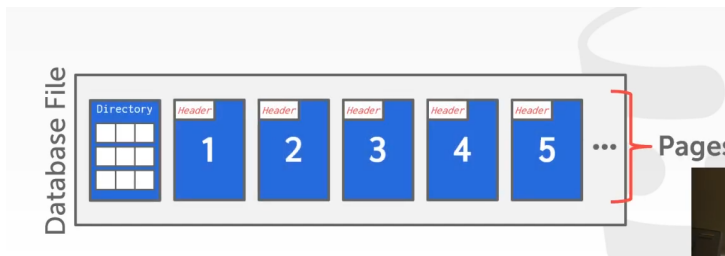 Database File
Directory
Header
1
Header
2
Header
3
Header
4
Header
5
...
Pages